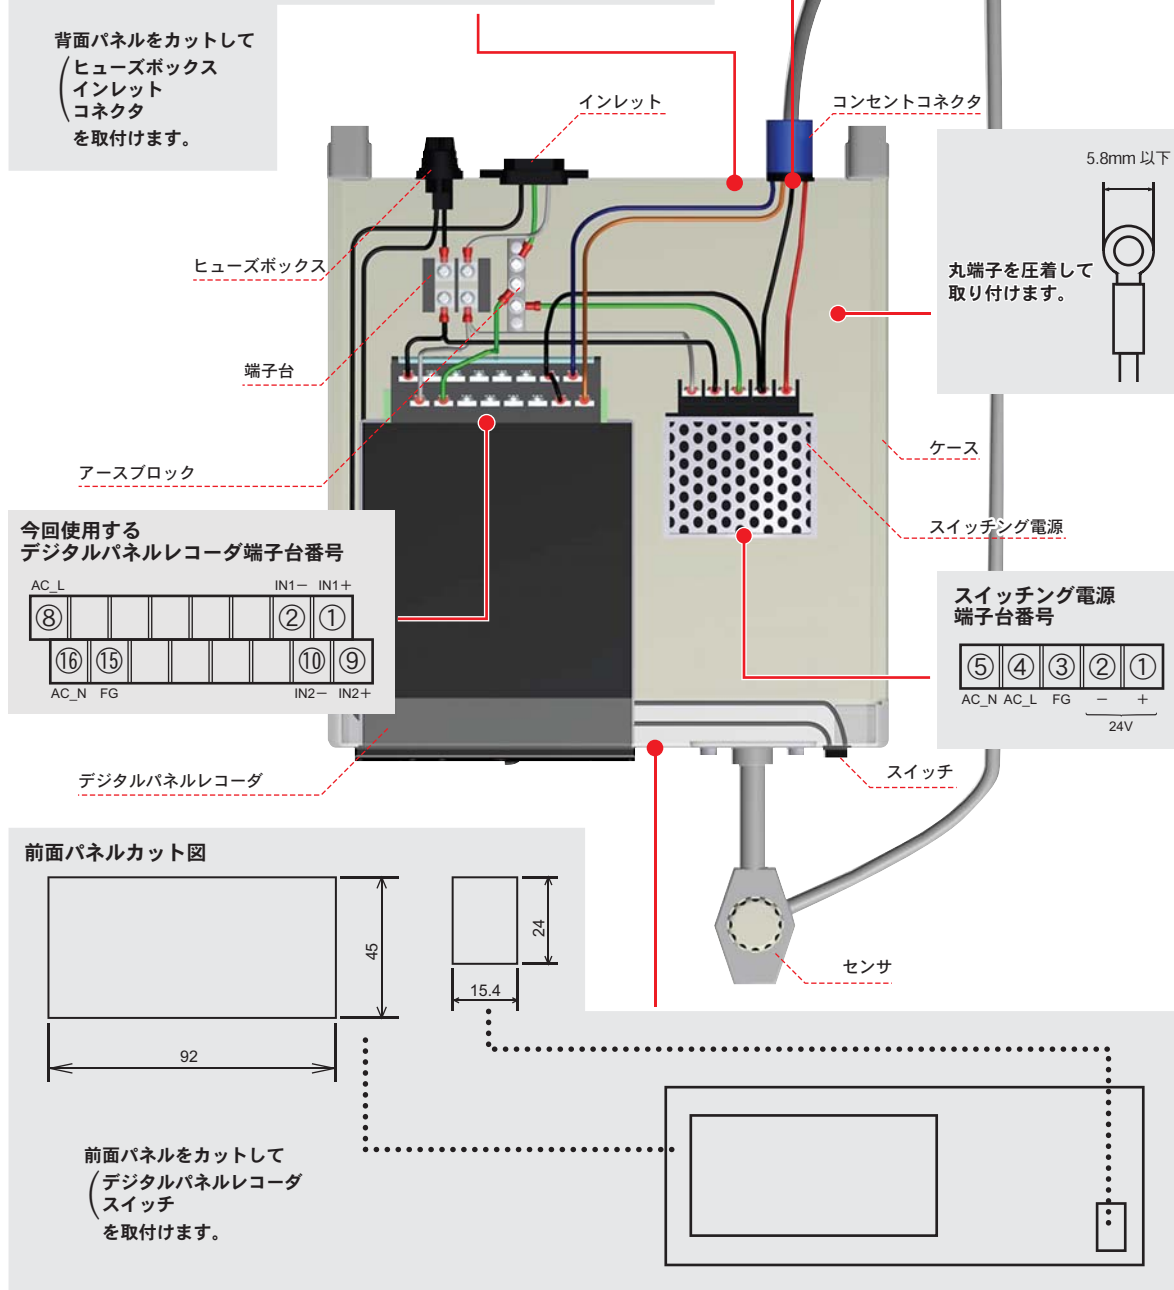 背面パネルをカットして
ヒューズボックス
インレット
コネクタ
を取付けます。
インレット
コンセントコネクタ
5.8mm 以下
丸端子を圧着して
取り付けます。
ヒューズボックス
端子台
アースブロック
ケース
スイッチング電源
今回使用する
デジタルパネルレコーダ端子台番号
AC_L IN1− IN1+
⑧ ② ①
⑯ ⑮ ⑩ ⑨
AC_N FG IN2− IN2+
スイッチング電源
端子台番号
⑤ ④ ③ ② ①
AC_N AC_L FG − +
24V
デジタルパネルレコーダ
スイッチ
センサ
前面パネルカット図
45
92
24
15.4
前面パネルをカットして
デジタルパネルレコーダ
スイッチ
を取付けます。